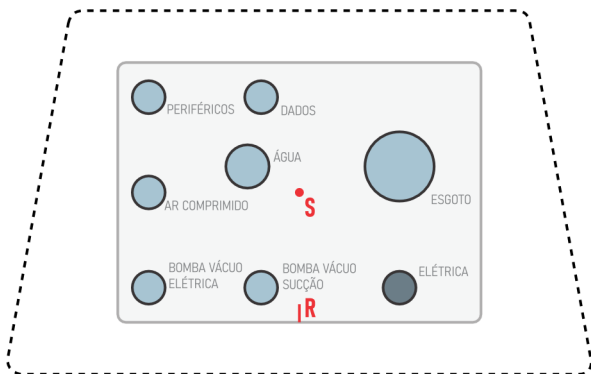 PERIFÉRICOS
DADOS
ÁGUA
AR COMPRIMIDO
S
ESGOTO
BOMBA VÁCUO
ELÉTRICA
BOMBA VÁCUO
SUCÇÃO
ELÉTRICA
R